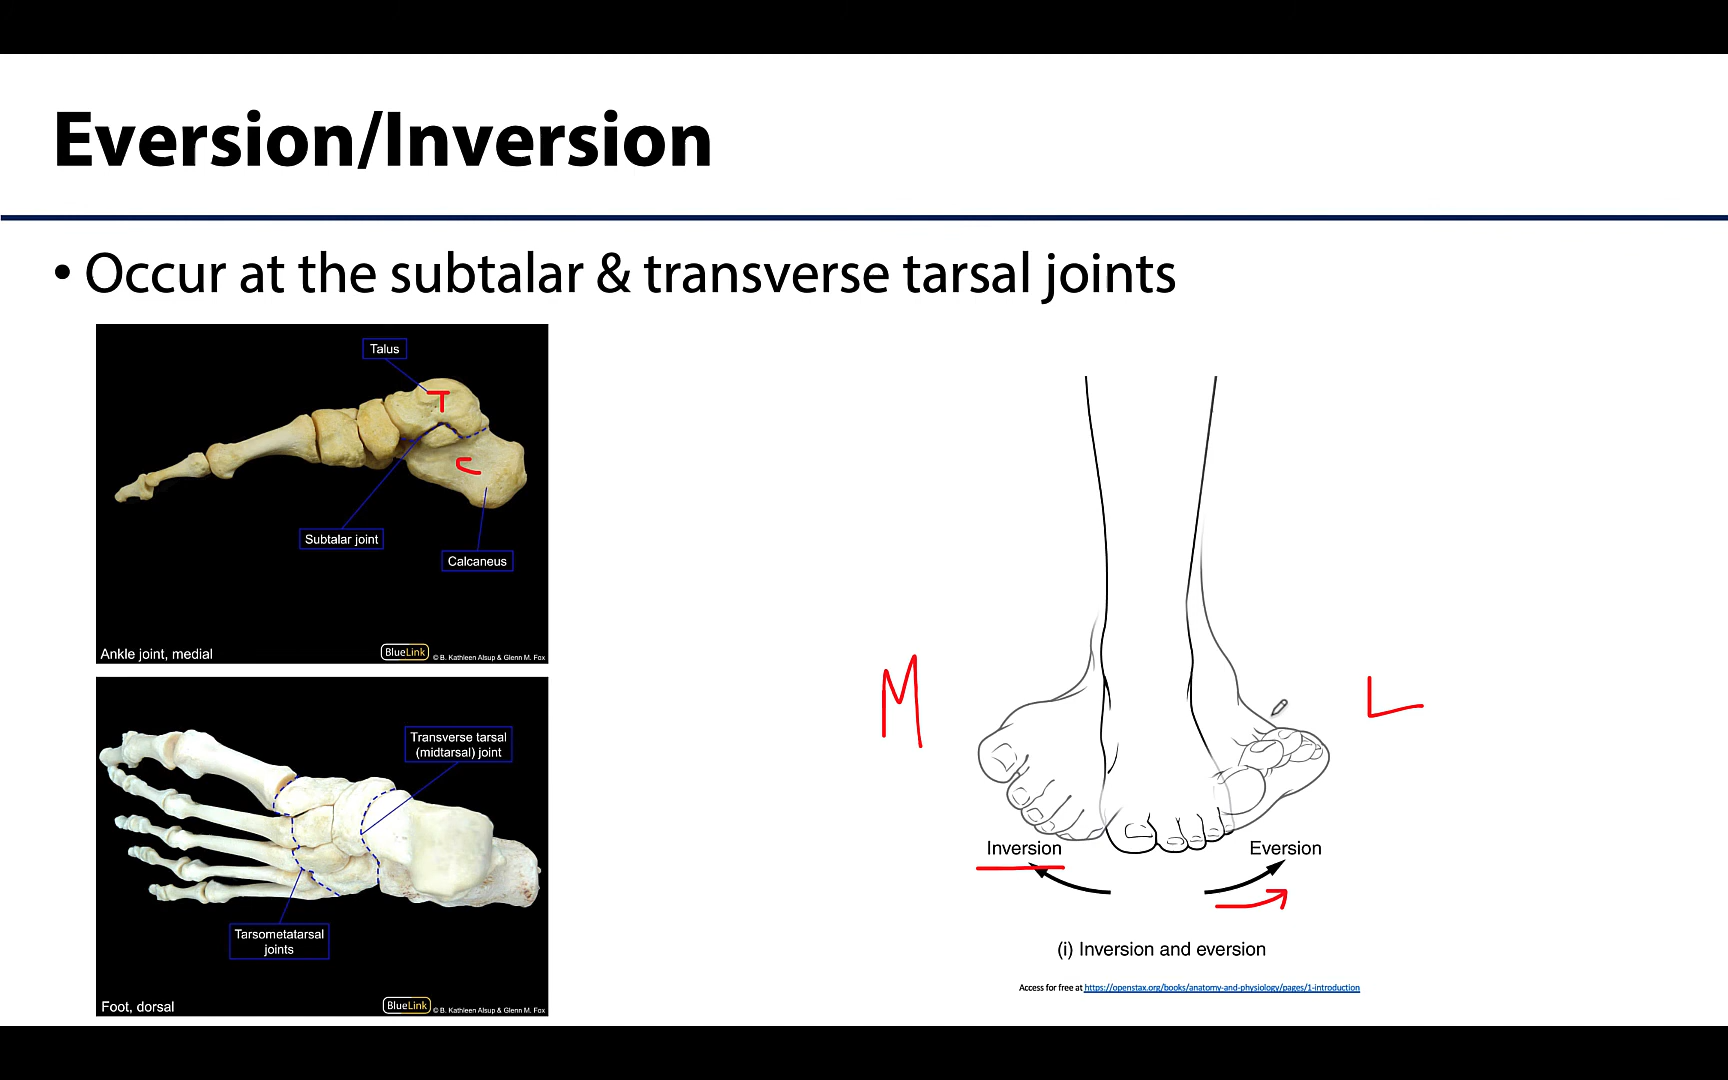 Eversion/Inversion
• Occur at the subtalar & transverse tarsal joints
Talus
T
C
Subtalar joint
Calcaneus
Ankle joint, medial
BlueLink
© B. Kathleen Alsup & Glenn M. Fox
Transverse tarsal
(midtarsal) joint
Tarsometatarsal
joints
Foot, dorsal
BlueLink
© B. Kathleen Alsup & Glenn M. Fox
M
L
Inversion
Eversion
(i) Inversion and eversion
Access for free at https://openstax.org/books/anatomy-and-physiology/pages/1-introduction